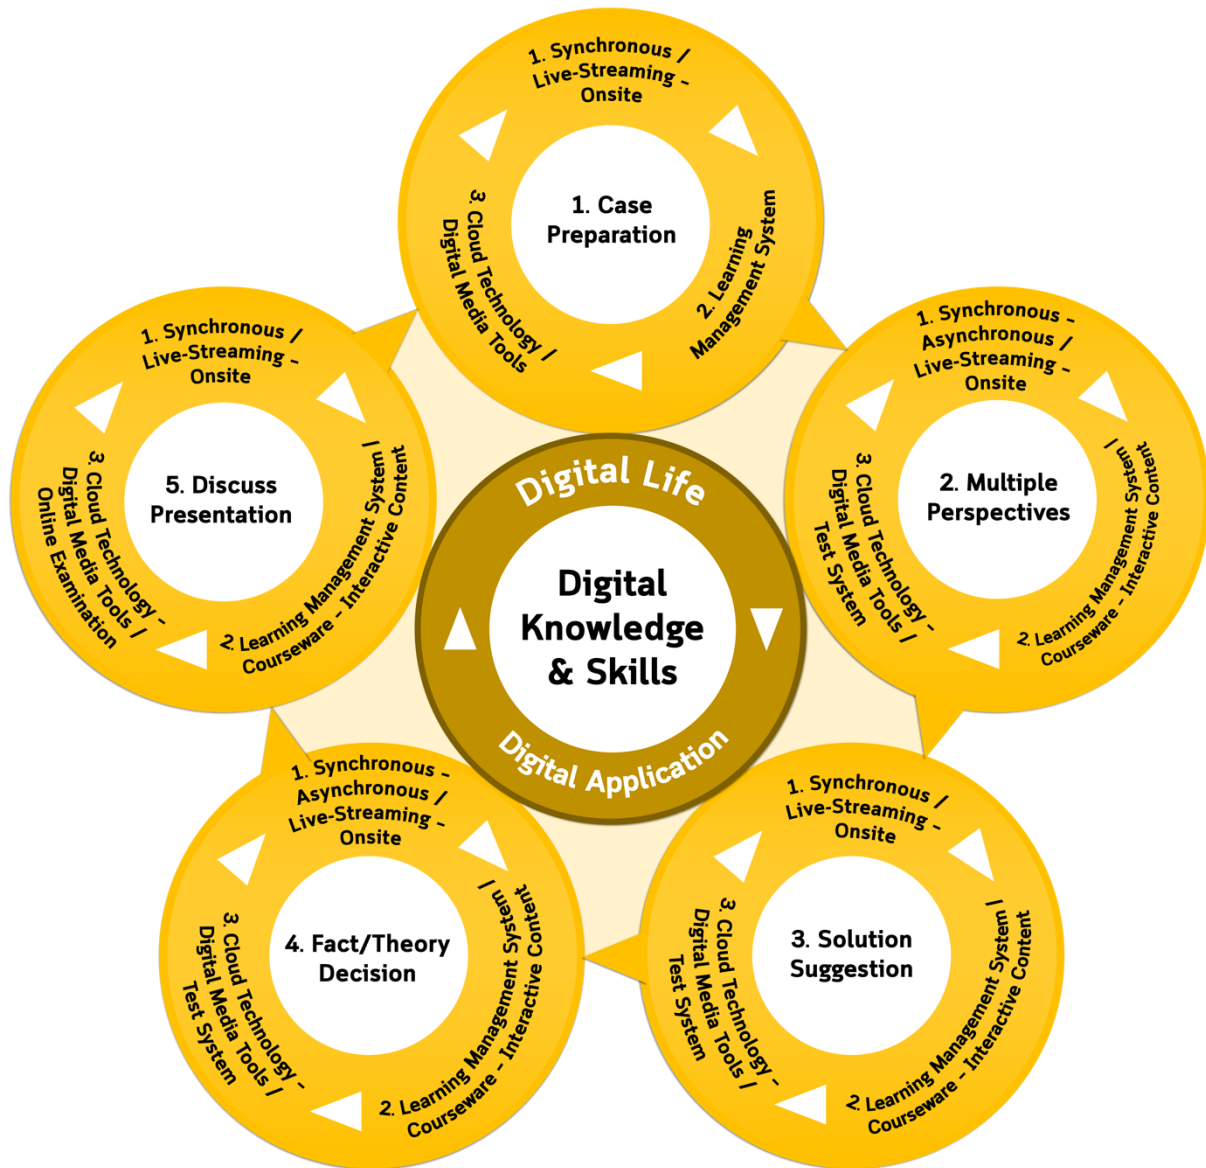 1. Synchronous /
Live-Streaming –
Onsite
2. Learning
Management System
3. Cloud Technology /
Digital Media Tools
1. Case
Preparation
1. Synchronous –
Asynchronous /
Live-Streaming –
Onsite
2. Learning Management System /
Courseware – Interactive Content
3. Cloud Technology –
Digital Media Tools /
Test System
2. Multiple
Perspectives
1. Synchronous /
Live-Streaming –
Onsite
2. Learning Management System /
Courseware – Interactive Content
3. Cloud Technology –
Digital Media Tools /
Test System
3. Solution
Suggestion
1. Synchronous –
Asynchronous /
Live-Streaming –
Onsite
2. Learning Management System /
Courseware – Interactive Content
3. Cloud Technology –
Digital Media Tools /
Test System
4. Fact/Theory
Decision
1. Synchronous /
Live-Streaming –
Onsite
2. Learning Management System /
Courseware – Interactive Content
3. Cloud Technology –
Digital Media Tools /
Online Examination
5. Discuss
Presentation
Digital Life
Digital
Knowledge
& Skills
Digital Application